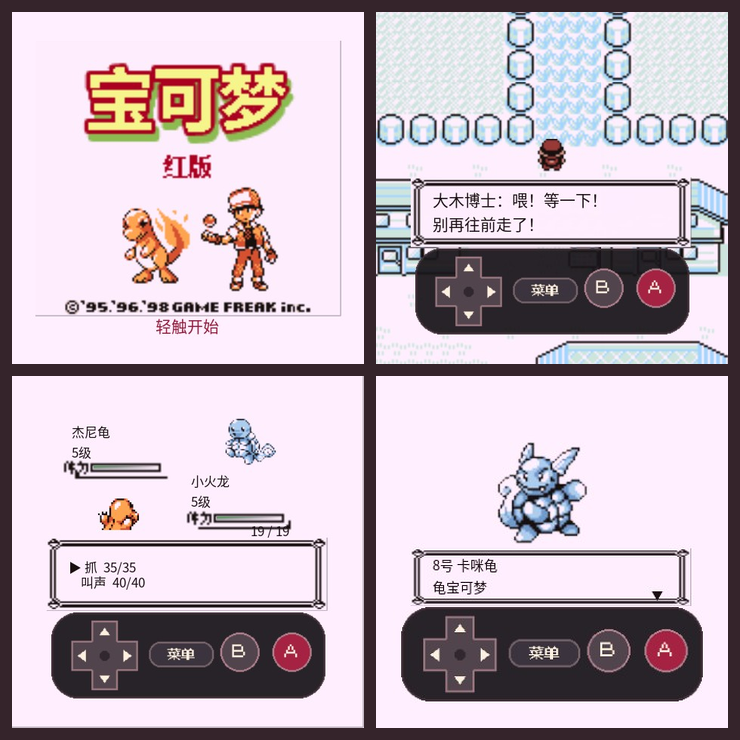 宝可梦
红版
©'95.'96.'98 GAME FREAK inc.
轻触开始
大木博士：喂！等一下！
别再往前走了！
菜单
B
A
杰尼龟
5级
体力
小火龙
5级
体力
19 / 19
▶ 抓 35/35
叫声 40/40
菜单
B
A
8号 卡咪龟
龟宝可梦
▼
菜单
B
A